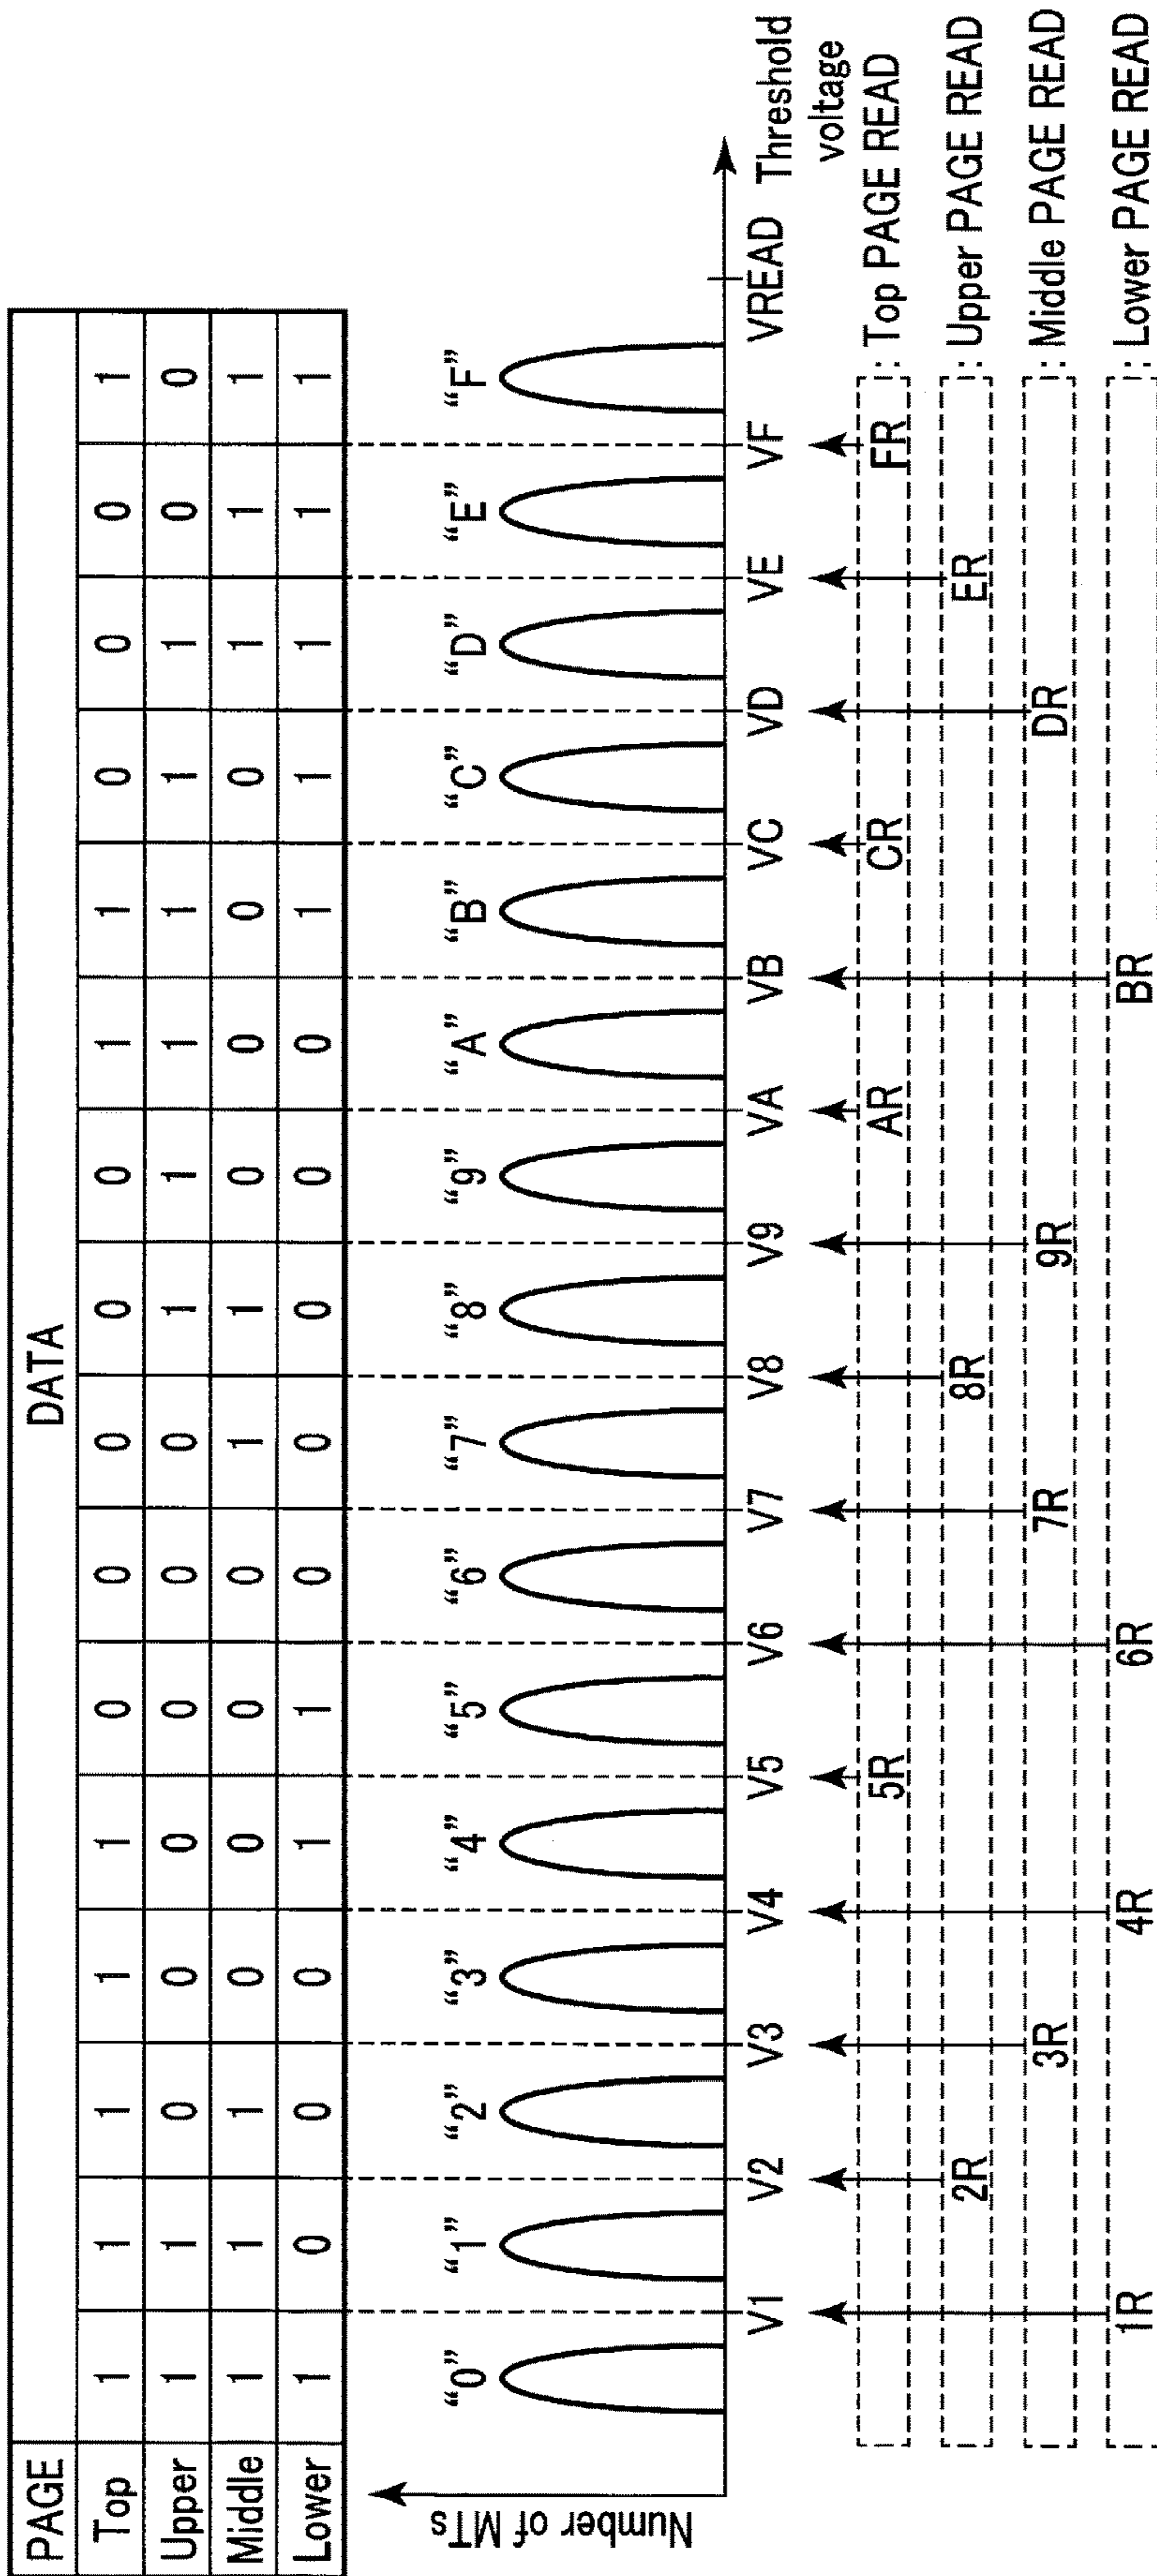 PAGE DATA
Top 1 1 1 1 1 0 0 0 0 0 1 1 0 0 0 1
Upper 1 1 0 0 0 0 0 0 1 1 1 1 1 1 0 0
Middle 1 1 1 0 0 0 0 1 1 0 0 0 0 1 1 1
Lower 1 0 0 0 1 1 0 0 0 0 0 1 1 1 1 1
Number of MTs
“0” “1” “2” “3” “4” “5” “6” “7” “8” “9” “A” “B” “C” “D” “E” “F”
V1 V2 V3 V4 V5 V6 V7 V8 V9 VA VB VC VD VE VF VREAD Threshold
voltage
5R AR CR FR : Top PAGE READ
2R 8R ER : Upper PAGE READ
3R 7R 9R DR : Middle PAGE READ
1R 4R 6R BR : Lower PAGE READ